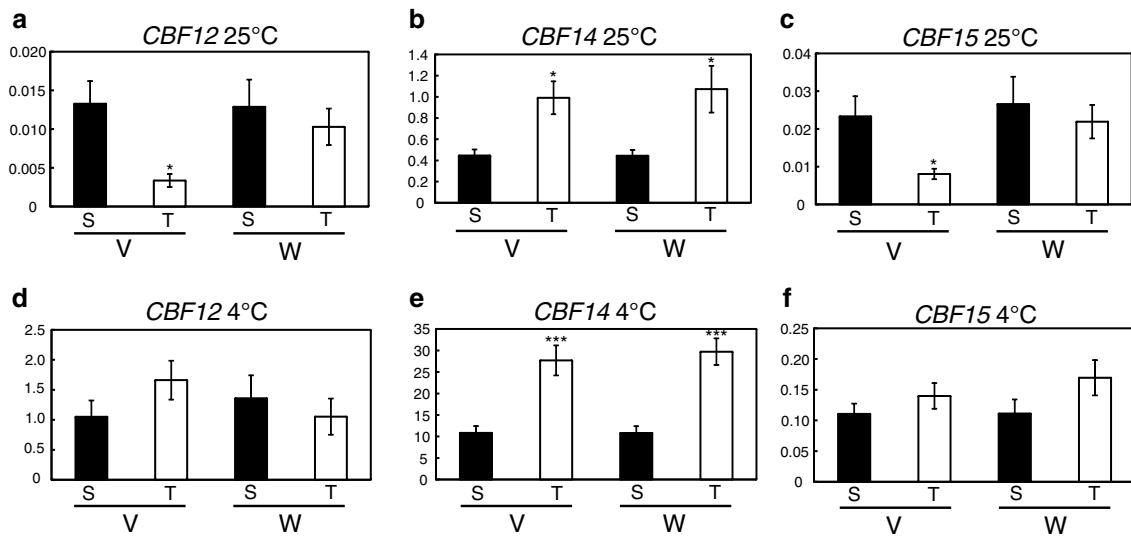 a
CBF12 25°C
0.020
0.015
0.010
0.005
0
*
S T S T
V W
b
CBF14 25°C
1.4
1.2
1.0
0.8
0.6
0.4
0.2
0
* *
S T S T
V W
c
CBF15 25°C
0.04
0.03
0.02
0.01
0
*
S T S T
V W
d
CBF12 4°C
2.5
2.0
1.5
1.0
0.5
0
S T S T
V W
e
CBF14 4°C
35
30
25
20
15
10
5
0
*** ***
S T S T
V W
f
CBF15 4°C
0.25
0.20
0.15
0.10
0.05
0.00
S T S T
V W